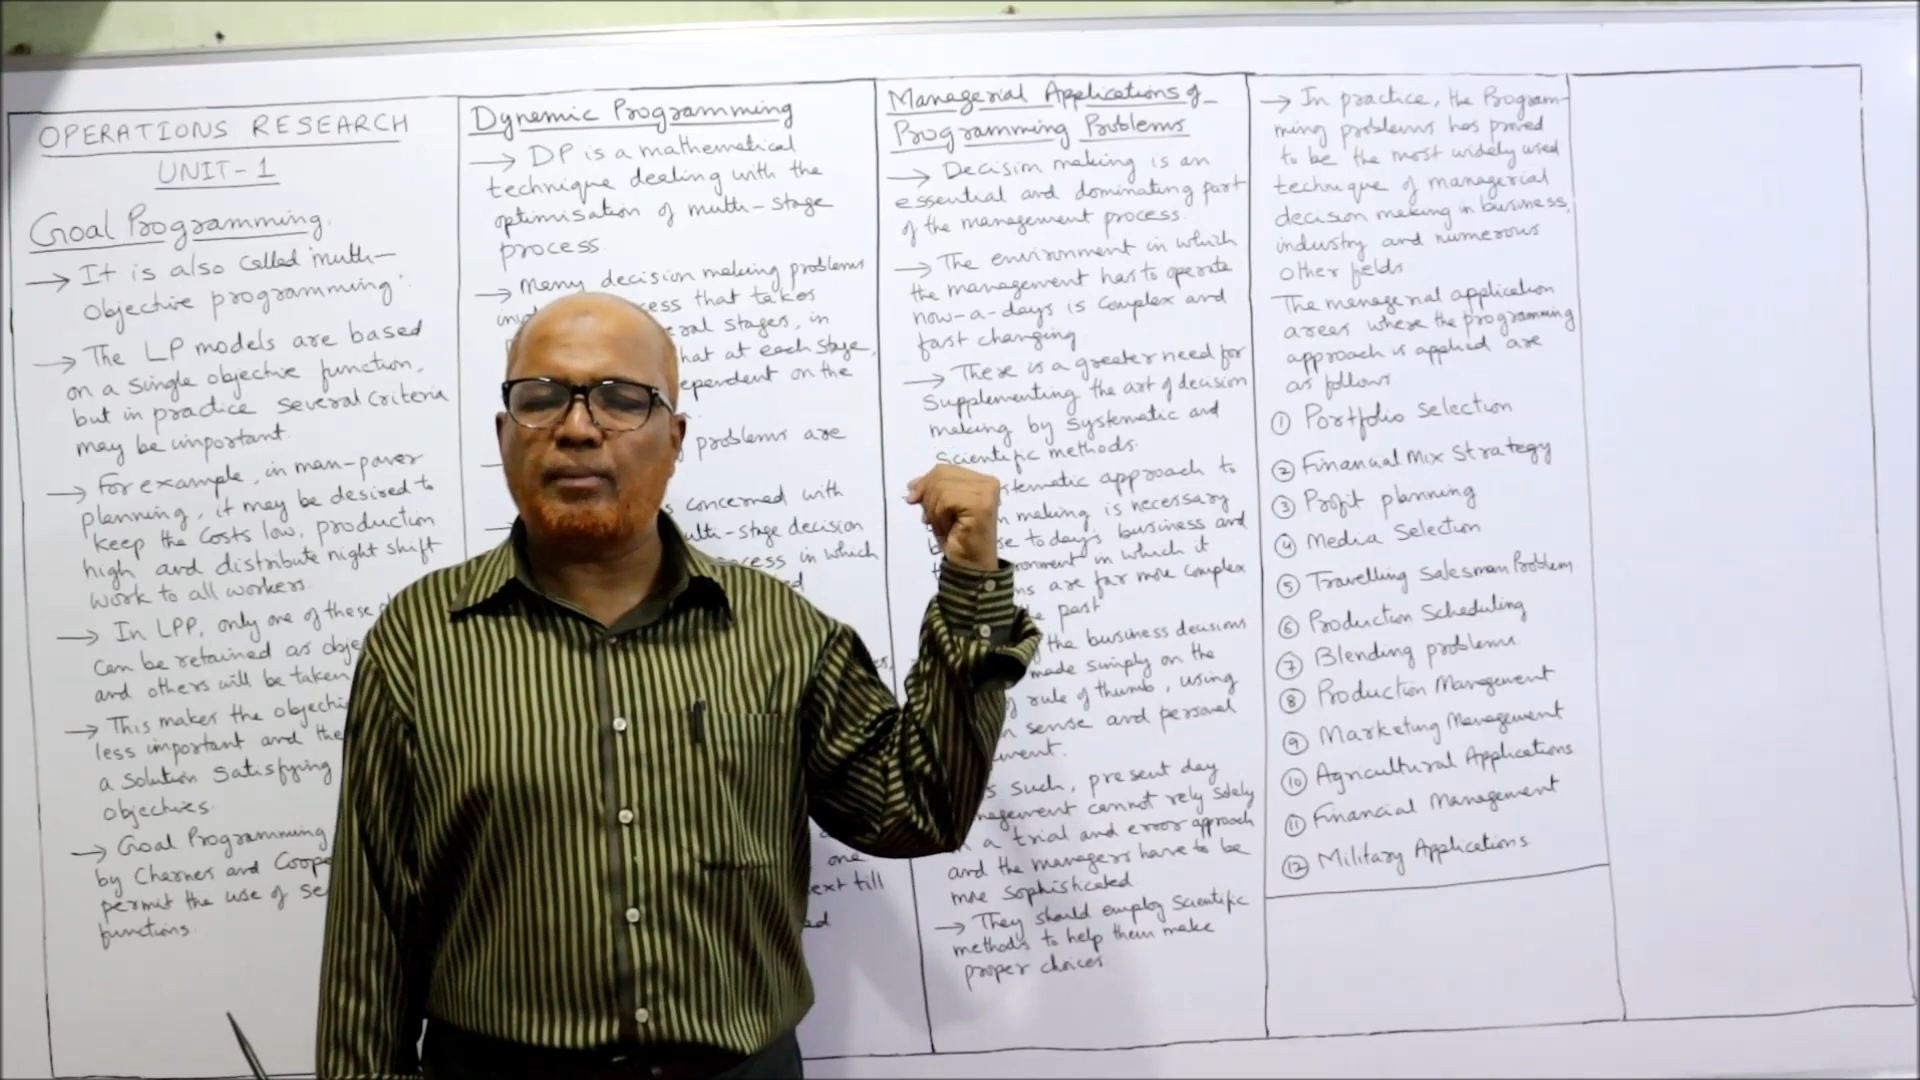 OPERATIONS RESEARCH
UNIT-1
Goal Programming.
→ It is also called "multi-
objective programming".
→ The LP models are based
on a single objective function,
but in practice several criteria
may be important.
→ For example, in man-power
planning, it may be desired to
keep the costs low, production
high and distribute night shift
work to all workers.
→ In LPP, only one of these
can be retained as
and others will be taken
→ This makes the
less important and the
a solution satisfying
objectives.
→ Goal Programming
by Charnes and
permit the use of
functions.
Dynemic Programming
→ DP is a mathematical
technique dealing with the
optimisation of multi-stage
process.
→ Many decision making problems
that takes
stages, in
that at each stage,
on the
problems are
concerned with
-stage decision
in which
one
till
Managerial Applications of
Programming Problems
→ Decision making is an
essential and dominating part
of the management process.
→ The environment in which
the management has to operate
now-a-days is complex and
fast changing
→ There is a greater need for
supplementing the art of decision
making by systematic and
scientific methods.
approach to
making is necessary
today's business and
in which it
are far more complex
past
the business decisions
made simply on the
rule of thumb, using
sense and personal
such, present day
cannot rely solely
a trial and error approach
and the managers have to be
more sophisticated.
→ They should employ scientific
methods to help them make
proper choices.
→ In practice, the Program-
ming problems has proved
to be the most widely used
technique of managerial
decision making in business,
industry and numerous
other fields
The managerial application
areas where the programming
approach is applied are
as follows
① Portfolio Selection
② Financial Mix Strategy
③ Profit planning
④ Media Selection
⑤ Travelling Salesman Problem
⑥ Production Scheduling
⑦ Blending problems.
⑧ Production Management
⑨ Marketing Management
⑩ Agricultural Applications
⑪ Financial Management
⑫ Military Applications